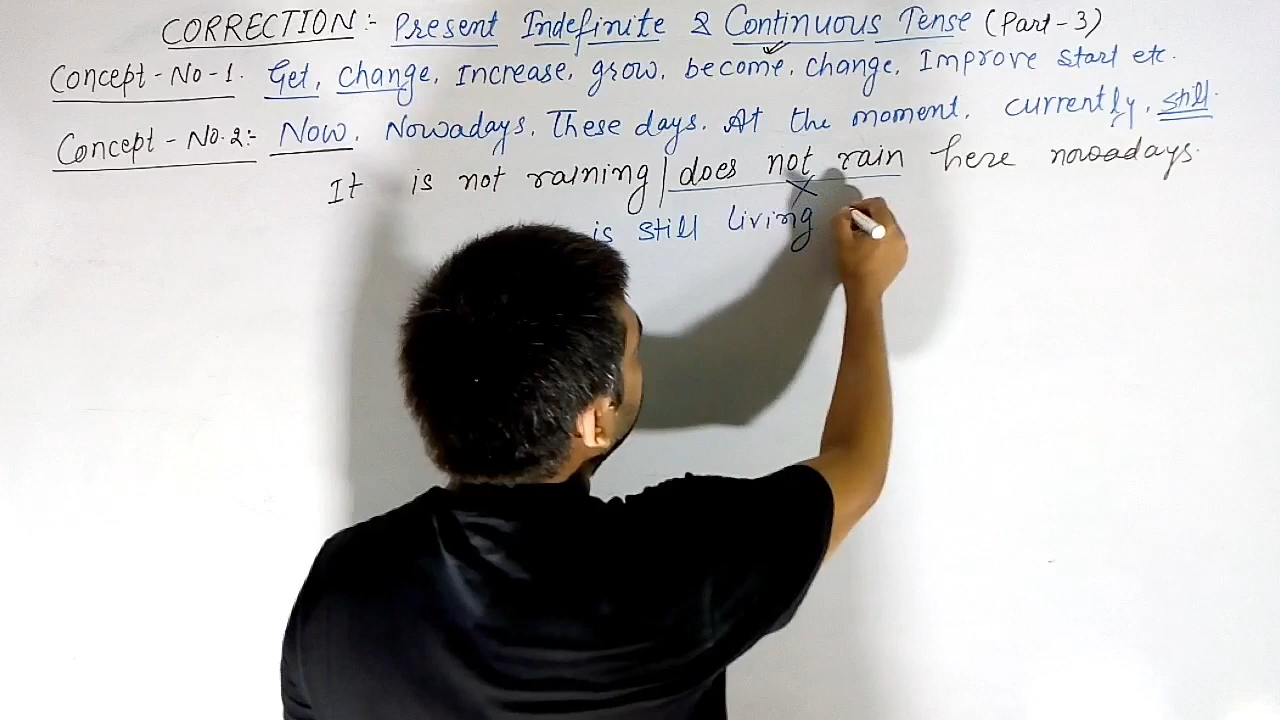 CORRECTION:- Present Indefinite & Continuous Tense (Part-3)
Concept-No-1. Get, change, Increase, grow, become, change, Improve start etc.
Concept-No.2:- Now, Nowadays, These days, At the moment, currently, still.
It is not raining/does not rain here nowadays.
is still living